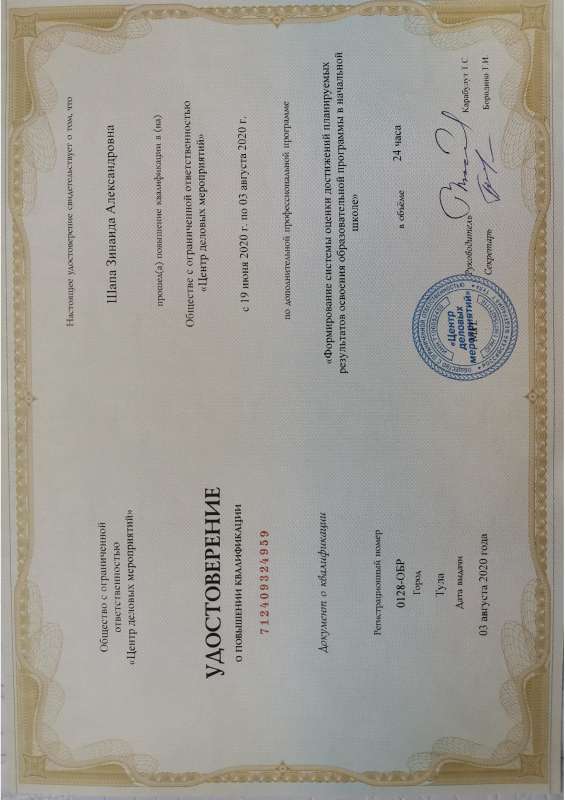 Общество с ограниченной
ответственностью
«Центр деловых мероприятий»
УДОСТОВЕРЕНИЕ
О ПОВЫШЕНИИ КВАЛИФИКАЦИИ
712409324959
Документ о квалификации
Регистрационный номер
0128-ОБР
Город
Тула
Дата выдачи
03 августа 2020 года
Настоящее удостоверение свидетельствует о том, что
Шапа Зинаида Александровна
прошел(а) повышение квалификации в (на)
Обществе с ограниченной ответственностью
«Центр деловых мероприятий»
с 19 июня 2020 г. по 03 августа 2020 г.
по дополнительной профессиональной программе
«Формирование системы оценки достижений планируемых
результатов освоения образовательной программы в начальной
школе»
в объёме 24 часа
Руководитель Карабулут Т.С.
Секретарь Бородино Г.И.
«Центр
деловых
мероприятий»